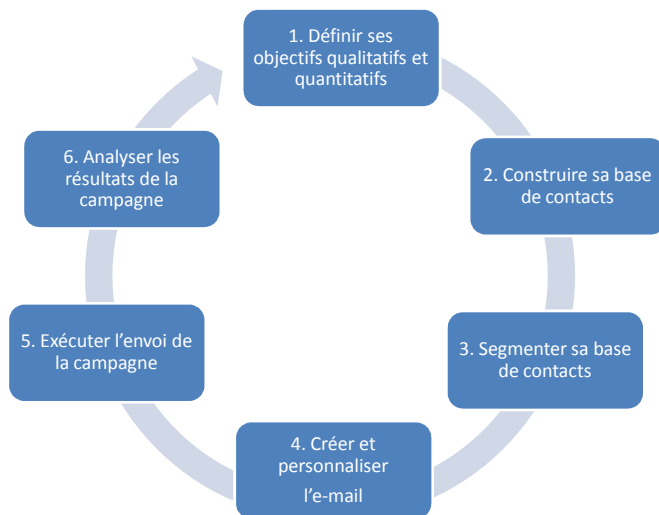 1. Définir ses
objectifs qualitatifs et
quantitatifs
2. Construire sa base
de contacts
3. Segmenter sa base
de contacts
4. Créer et
personnaliser
l’e-mail
5. Exécuter l’envoi de
la campagne
6. Analyser les
résultats de la
campagne